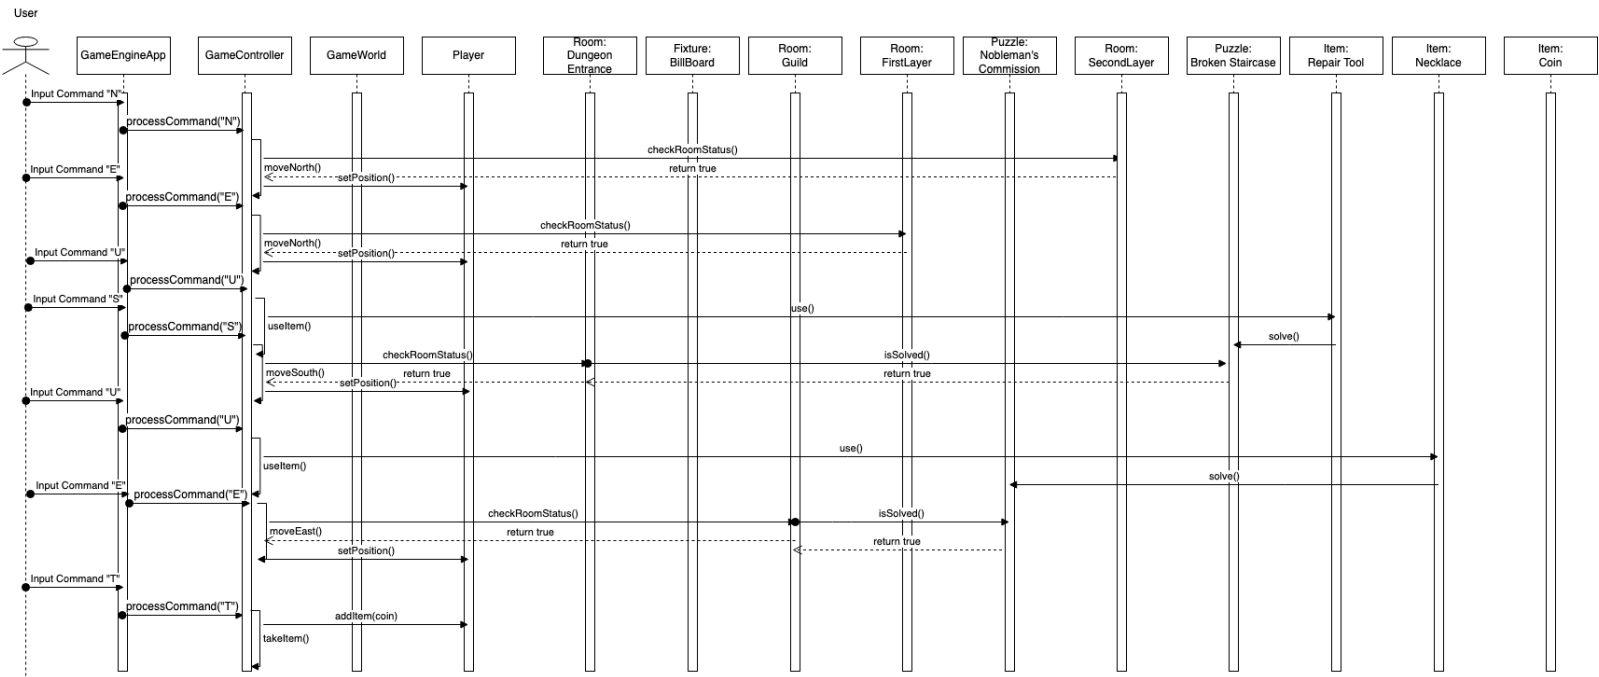 User
GameEngineApp
GameController
GameWorld
Player
Room:
Dungeon
Entrance
Fixture:
BillBoard
Room:
Guild
Room:
FirstLayer
Puzzle:
Nobleman's
Commission
Room:
SecondLayer
Puzzle:
Broken Staircase
Item:
Repair Tool
Item:
Necklace
Item:
Coin
Input Command "N"
processCommand("N")
checkRoomStatus()
moveNorth()
return true
Input Command "E"
setPosition()
processCommand("E")
checkRoomStatus()
moveNorth()
return true
Input Command "U"
setPosition()
processCommand("U")
Input Command "S"
use()
processCommand("S")
useItem()
solve()
checkRoomStatus()
isSolved()
moveSouth()
return true
return true
setPosition()
Input Command "U"
processCommand("U")
use()
useItem()
solve()
Input Command "E"
processCommand("E")
checkRoomStatus()
isSolved()
moveEast()
return true
return true
setPosition()
Input Command "T"
processCommand("T")
addItem(coin)
takeItem()